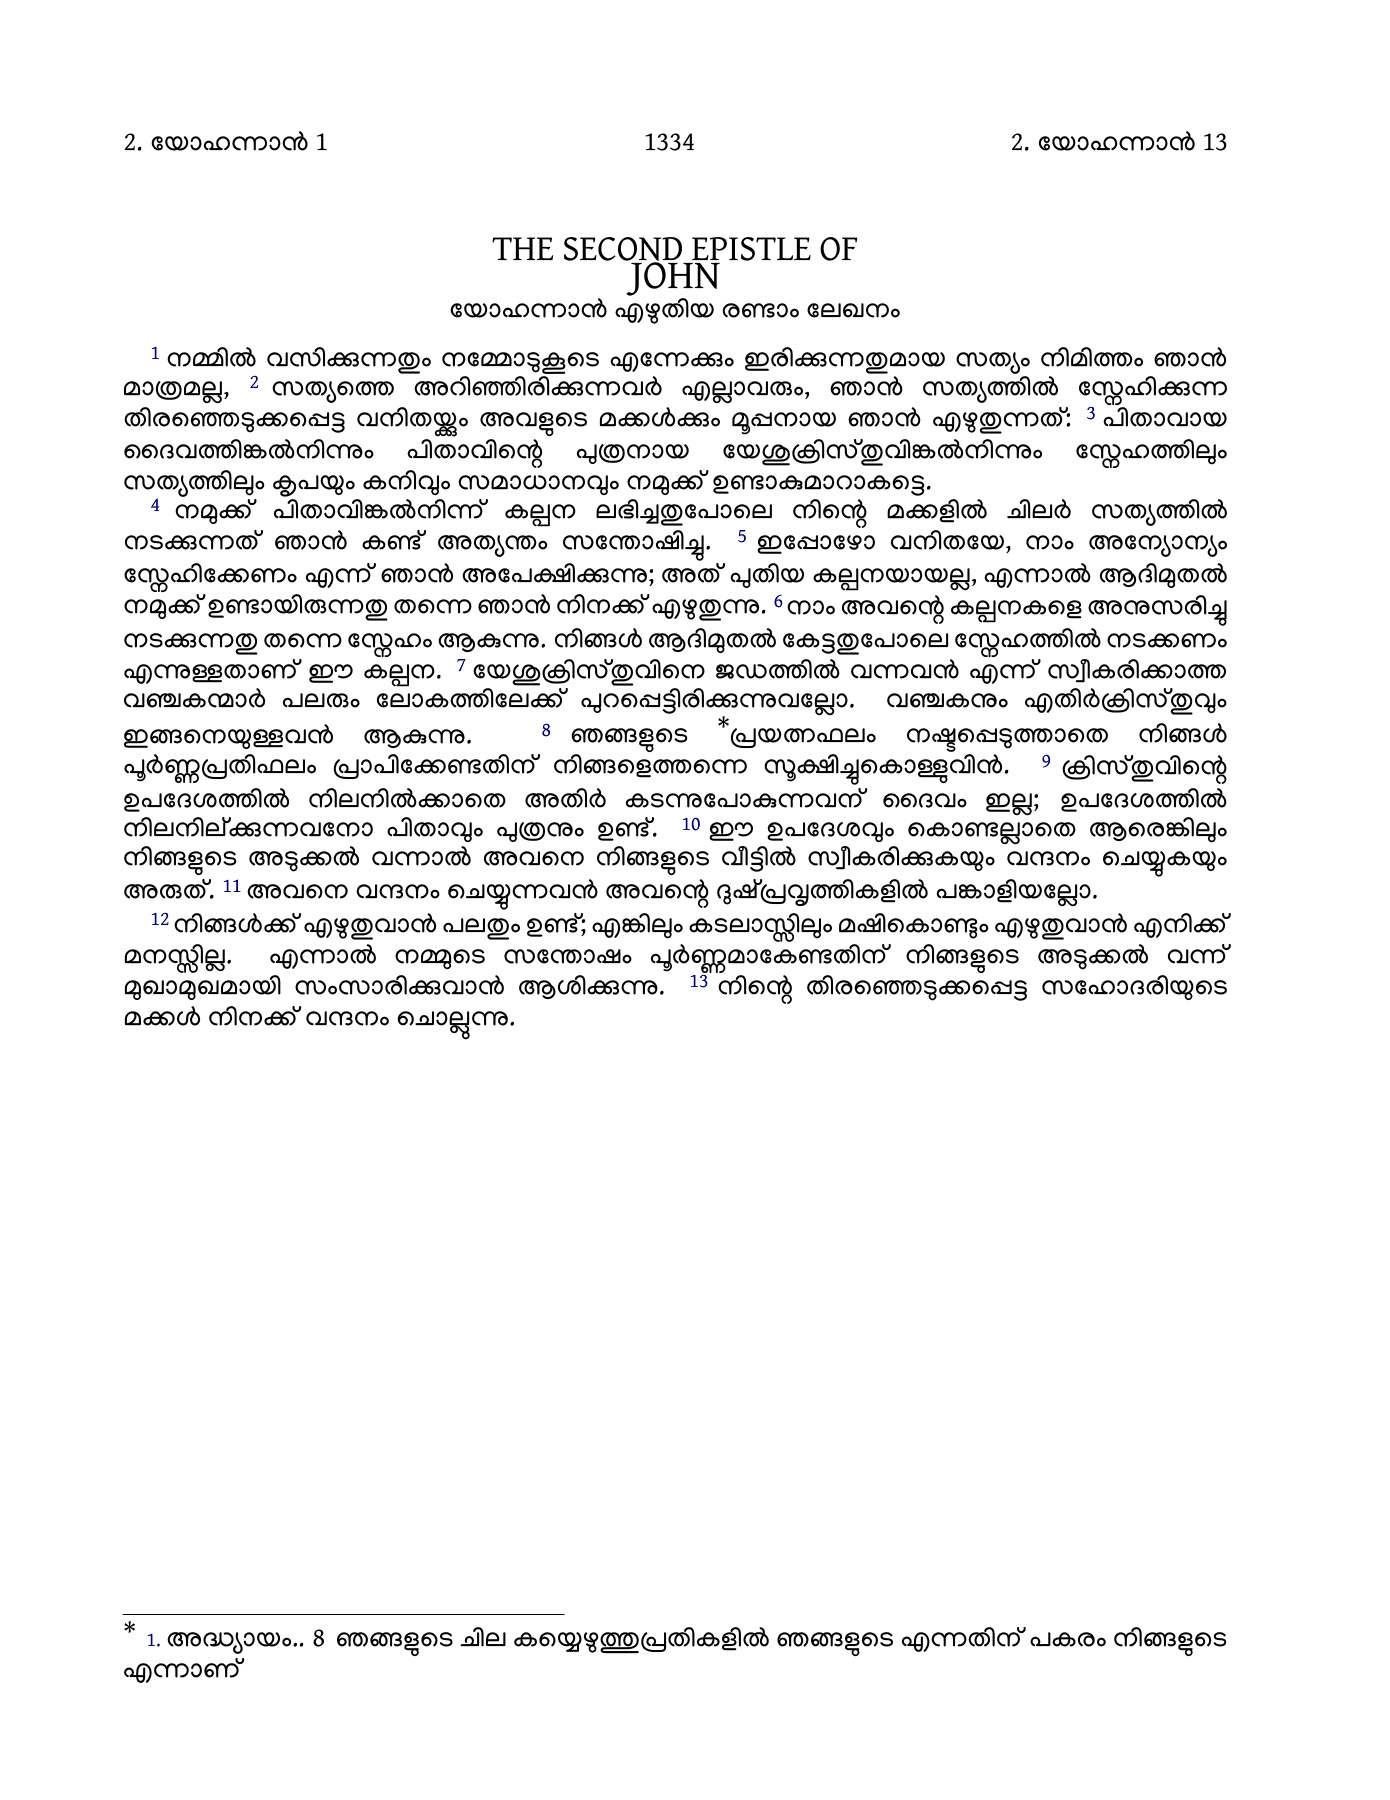 2. യോഹന്നാൻ 1 1334 2. യോഹന്നാൻ 13
THE SECOND EPISTLE OF
JOHN
യോഹന്നാൻ എഴുതിയ രണ്ടാം ലേഖനം
1 നമ്മിൽ വസിക്കുന്നതും നമ്മോടുകൂടെ എന്നേക്കും ഇരിക്കുന്നതുമായ സത്യം നിമിത്തം ഞാൻ
മാത്രമല്ല, 2 സത്യത്തെ അറിഞ്ഞിരിക്കുന്നവർ എല്ലാവരും, ഞാൻ സത്യത്തിൽ സ്നേഹിക്കുന്ന
തിരഞ്ഞെടുക്കപ്പെട്ട വനിതയ്ക്കും അവളുടെ മക്കൾക്കും മൂപ്പനായ ഞാൻ എഴുതുന്നത്: 3 പിതാവായ
ദൈവത്തിങ്കൽനിന്നും പിതാവിന്റെ പുത്രനായ യേശുക്രിസ്തുവിങ്കൽനിന്നും സ്നേഹത്തിലും
സത്യത്തിലും കൃപയും കനിവും സമാധാനവും നമുക്ക് ഉണ്ടാകുമാറാകട്ടെ.
4 നമുക്ക് പിതാവിങ്കൽനിന്ന് കല്പന ലഭിച്ചതുപോലെ നിന്റെ മക്കളിൽ ചിലർ സത്യത്തിൽ
നടക്കുന്നത് ഞാൻ കണ്ട് അത്യന്തം സന്തോഷിച്ചു. 5 ഇപ്പോഴോ വനിതയേ, നാം അന്യോന്യം
സ്നേഹിക്കേണം എന്ന് ഞാൻ അപേക്ഷിക്കുന്നു; അത് പുതിയ കല്പനയായല്ല, എന്നാൽ ആദിമുതൽ
നമുക്ക് ഉണ്ടായിരുന്നതു തന്നെ ഞാൻ നിനക്ക് എഴുതുന്നു. 6 നാം അവന്റെ കല്പനകളെ അനുസരിച്ചു
നടക്കുന്നതു തന്നെ സ്നേഹം ആകുന്നു. നിങ്ങൾ ആദിമുതൽ കേട്ടതുപോലെ സ്നേഹത്തിൽ നടക്കണം
എന്നുള്ളതാണ് ഈ കല്പന. 7 യേശുക്രിസ്തുവിനെ ജഡത്തിൽ വന്നവൻ എന്ന് സ്വീകരിക്കാത്ത
വഞ്ചകന്മാർ പലരും ലോകത്തിലേക്ക് പുറപ്പെട്ടിരിക്കുന്നുവല്ലോ. വഞ്ചകനും എതിർക്രിസ്തുവും
ഇങ്ങനെയുള്ളവൻ ആകുന്നു. 8 ഞങ്ങളുടെ *പ്രയത്നഫലം നഷ്ടപ്പെടുത്താതെ നിങ്ങൾ
പൂർണ്ണപ്രതിഫലം പ്രാപിക്കേണ്ടതിന് നിങ്ങളെത്തന്നെ സൂക്ഷിച്ചുകൊള്ളുവിൻ. 9 ക്രിസ്തുവിന്റെ
ഉപദേശത്തിൽ നിലനിൽക്കാതെ അതിർ കടന്നുപോകുന്നവന് ദൈവം ഇല്ല; ഉപദേശത്തിൽ
നിലനില്ക്കുന്നവനോ പിതാവും പുത്രനും ഉണ്ട്. 10 ഈ ഉപദേശവും കൊണ്ടല്ലാതെ ആരെങ്കിലും
നിങ്ങളുടെ അടുക്കൽ വന്നാൽ അവനെ നിങ്ങളുടെ വീട്ടിൽ സ്വീകരിക്കുകയും വന്ദനം ചെയ്യുകയും
അരുത്. 11 അവനെ വന്ദനം ചെയ്യുന്നവൻ അവന്റെ ദുഷ്‌പ്രവൃത്തികളിൽ പങ്കാളിയല്ലോ.
12 നിങ്ങൾക്ക് എഴുതുവാൻ പലതും ഉണ്ട്; എങ്കിലും കടലാസ്സിലും മഷികൊണ്ടും എഴുതുവാൻ എനിക്ക്
മനസ്സില്ല. എന്നാൽ നമ്മുടെ സന്തോഷം പൂർണ്ണമാകേണ്ടതിന് നിങ്ങളുടെ അടുക്കൽ വന്ന്
മുഖാമുഖമായി സംസാരിക്കുവാൻ ആശിക്കുന്നു. 13 നിന്റെ തിരഞ്ഞെടുക്കപ്പെട്ട സഹോദരിയുടെ
മക്കൾ നിനക്ക് വന്ദനം ചൊല്ലുന്നു.
* 1. അദ്ധ്യായം.. 8 ഞങ്ങളുടെ ചില കയ്യെഴുത്തുപ്രതികളിൽ ഞങ്ങളുടെ എന്നതിന് പകരം നിങ്ങളുടെ
എന്നാണ്